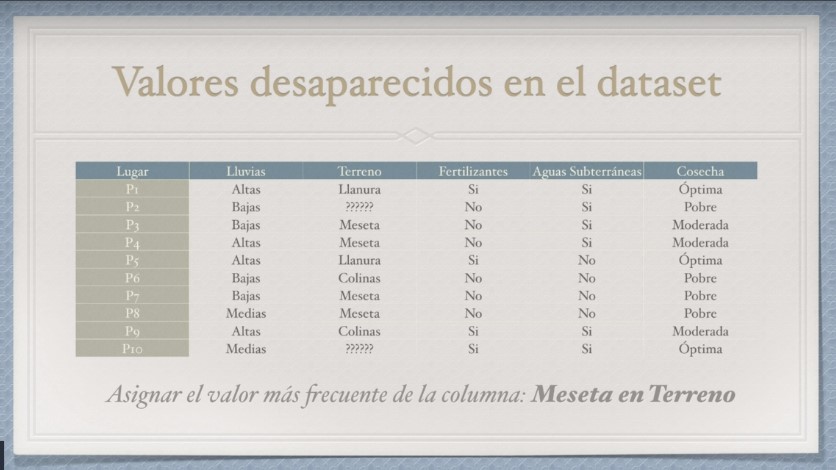 Valores desaparecidos en el dataset
Lugar Lluvias Terreno Fertilizantes Aguas Subterráneas Cosecha
P1 Altas Llanura Si Si Óptima
P2 Bajas ?????? No Si Pobre
P3 Bajas Meseta No Si Moderada
P4 Altas Meseta No Si Moderada
P5 Altas Llanura Si No Óptima
P6 Bajas Colinas No No Pobre
P7 Bajas Meseta No No Pobre
P8 Medias Meseta No No Pobre
P9 Altas Colinas Si Si Moderada
P10 Medias ?????? Si Si Óptima
Asignar el valor más frecuente de la columna: Meseta en Terreno